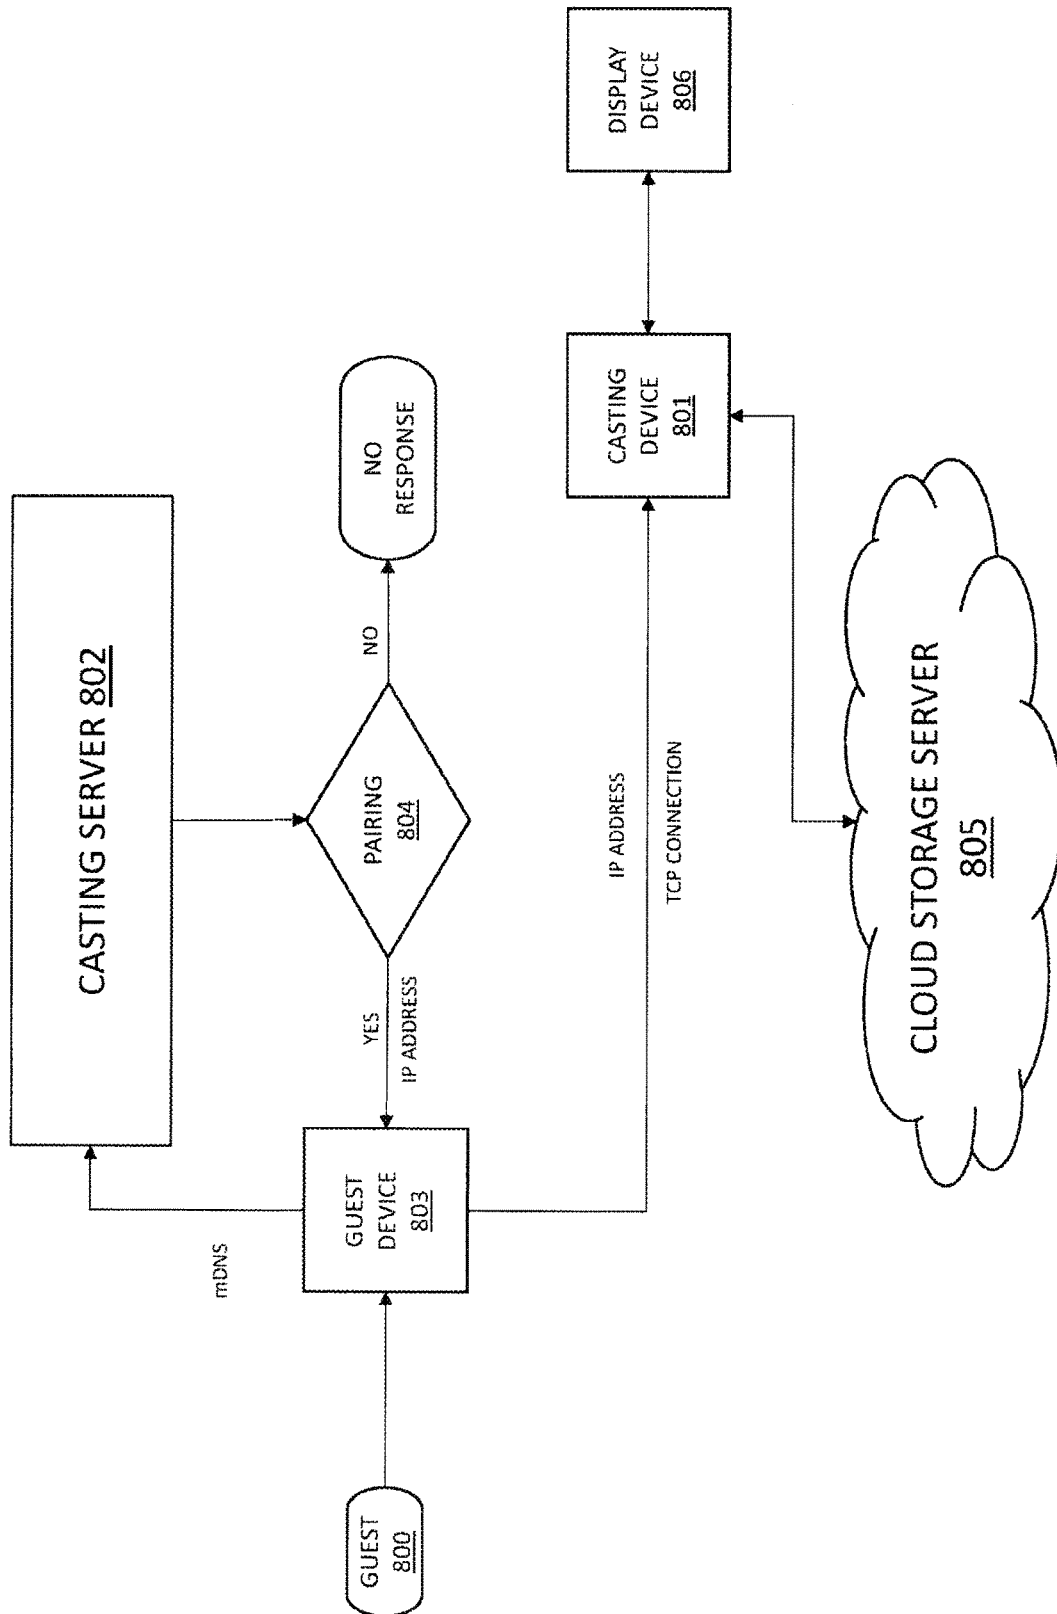 CASTING SERVER 802
mDNS
GUEST
800
GUEST
DEVICE
803
YES
IP ADDRESS
PAIRING
804
NO
NO
RESPONSE
IP ADDRESS
TCP CONNECTION
CASTING
DEVICE
801
DISPLAY
DEVICE
806
CLOUD STORAGE SERVER
805